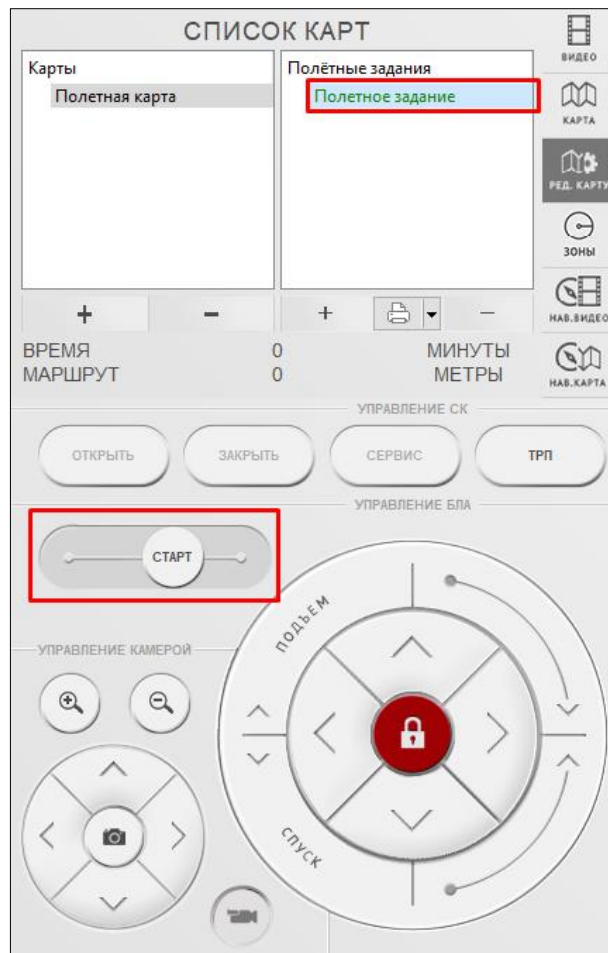 СПИСОК КАРТ
Карты
Полетная карта
Полётные задания
Полетное задание
ВИДЕО
КАРТА
РЕД. КАРТУ
ЗОНЫ
НАВ.ВИДЕО
НАВ.КАРТА
+ − + −
ВРЕМЯ 0 МИНУТЫ
МАРШРУТ 0 МЕТРЫ
УПРАВЛЕНИЕ СК
ОТКРЫТЬ ЗАКРЫТЬ СЕРВИС ТРП
УПРАВЛЕНИЕ БЛА
СТАРТ
ПОДЪЕМ
УПРАВЛЕНИЕ КАМЕРОЙ
СПУСК